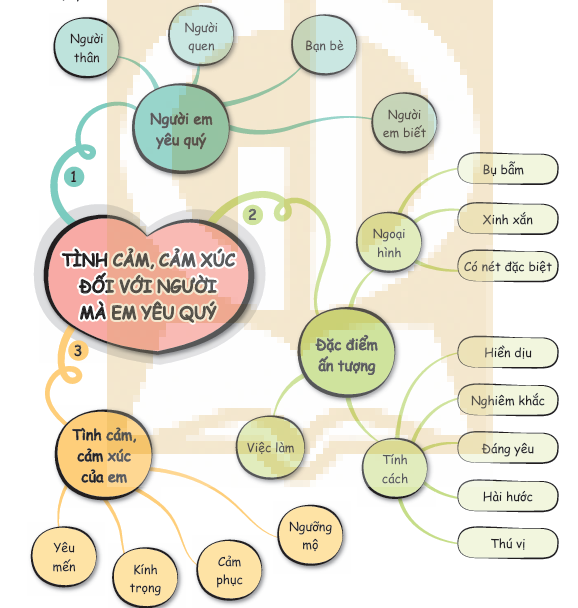 Người
thân
Người
quen
Bạn bè
Người
em biết
Người em
yêu quý
1
2
TÌNH CẢM, CẢM XÚC
ĐỐI VỚI NGƯỜI
MÀ EM YÊU QUÝ
3
Ngoại
hình
Bụ bẫm
Xinh xắn
Có nét đặc biệt
Đặc điểm
ấn tượng
Việc làm
Tính
cách
Hiền dịu
Nghiêm khắc
Đáng yêu
Hài hước
Thú vị
Tình cảm,
cảm xúc
của em
Yêu
mến
Kính
trọng
Cảm
phục
Ngưỡng
mộ